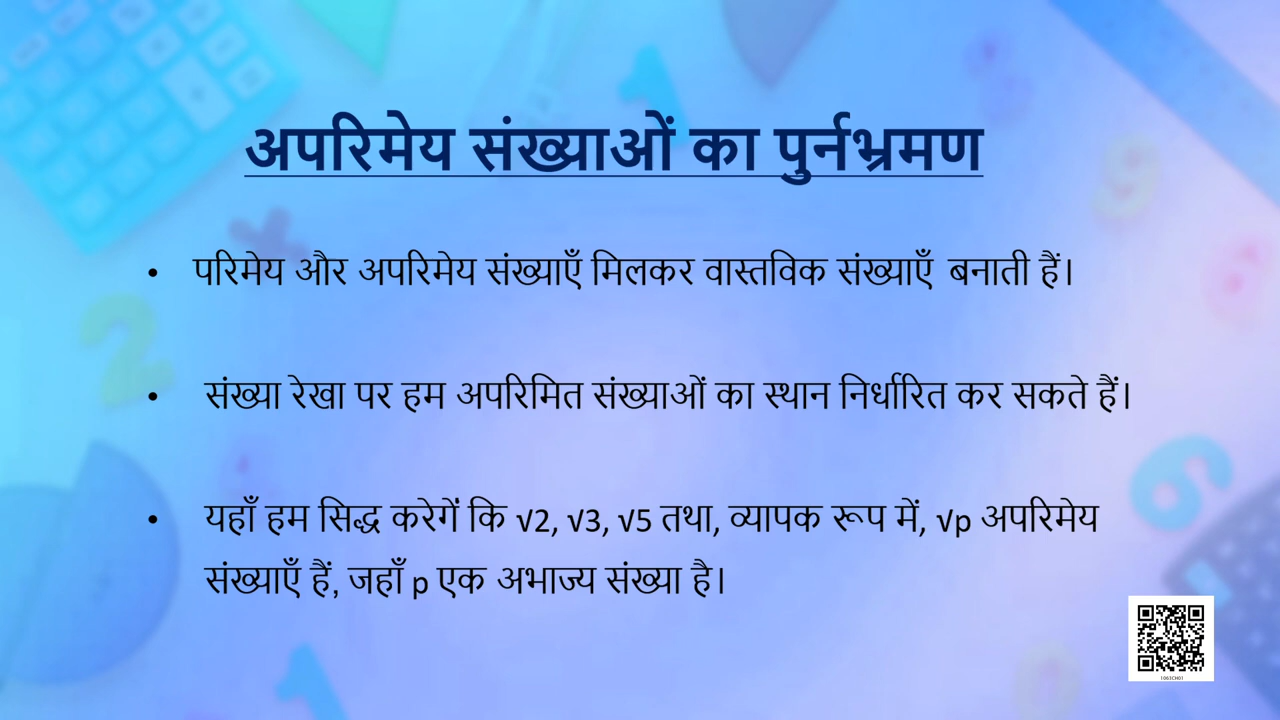 अपरिमेय संख्याओं का पुर्नभ्रमण
• परिमेय और अपरिमेय संख्याएँ मिलकर वास्तविक संख्याएँ बनाती हैं।
• संख्या रेखा पर हम अपरिमित संख्याओं का स्थान निर्धारित कर सकते हैं।
• यहाँ हम सिद्ध करेगें कि √2, √3, √5 तथा, व्यापक रूप में, √p अपरिमेय
संख्याएँ हैं, जहाँ p एक अभाज्य संख्या है।
1063CH01